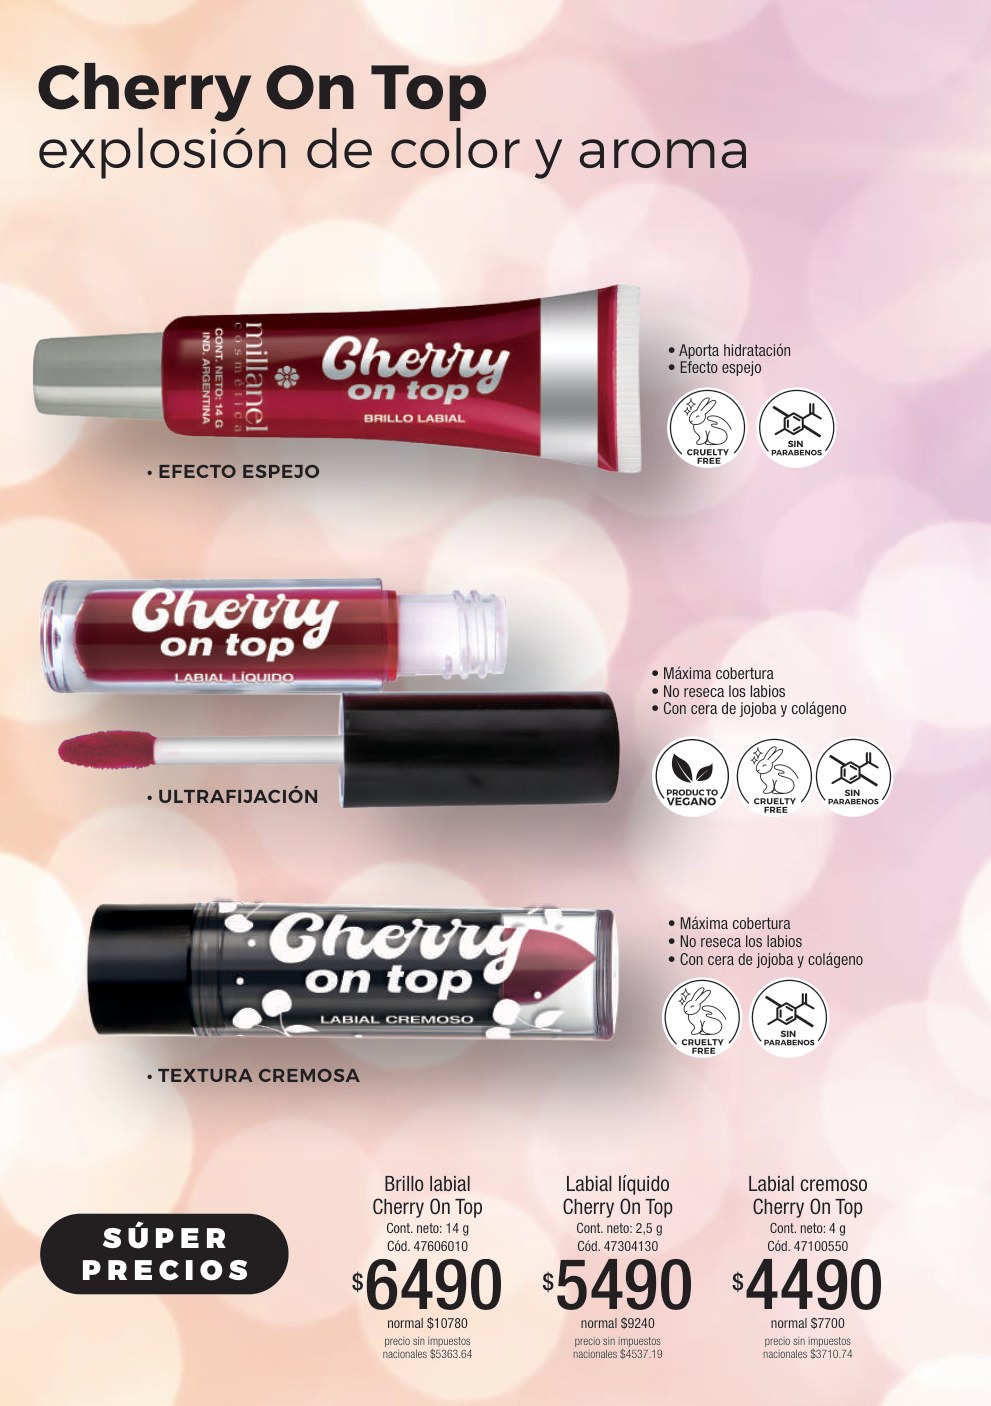 Cherry On Top
explosión de color y aroma
millanel
cosmética
CONT. NETO: 14 G
IND. ARGENTINA
Cherry
on top
BRILLO LABIAL
• EFECTO ESPEJO
• Aporta hidratación
• Efecto espejo
CRUELTY
FREE
SIN
PARABENOS
Cherry
on top
LABIAL LÍQUIDO
• ULTRAFIJACIÓN
• Máxima cobertura
• No reseca los labios
• Con cera de jojoba y colágeno
PRODUCTO
VEGANO
CRUELTY
FREE
SIN
PARABENOS
Cherry
on top
LABIAL CREMOSO
• TEXTURA CREMOSA
• Máxima cobertura
• No reseca los labios
• Con cera de jojoba y colágeno
CRUELTY
FREE
SIN
PARABENOS
SÚPER
PRECIOS
Brillo labial
Cherry On Top
Cont. neto: 14 g
Cód. 47606010
$6490
normal $10780
precio sin impuestos
nacionales $5363.64
Labial líquido
Cherry On Top
Cont. neto: 2,5 g
Cód. 47304130
$5490
normal $9240
precio sin impuestos
nacionales $4537.19
Labial cremoso
Cherry On Top
Cont. neto: 4 g
Cód. 47100550
$4490
normal $7700
precio sin impuestos
nacionales $3710.74